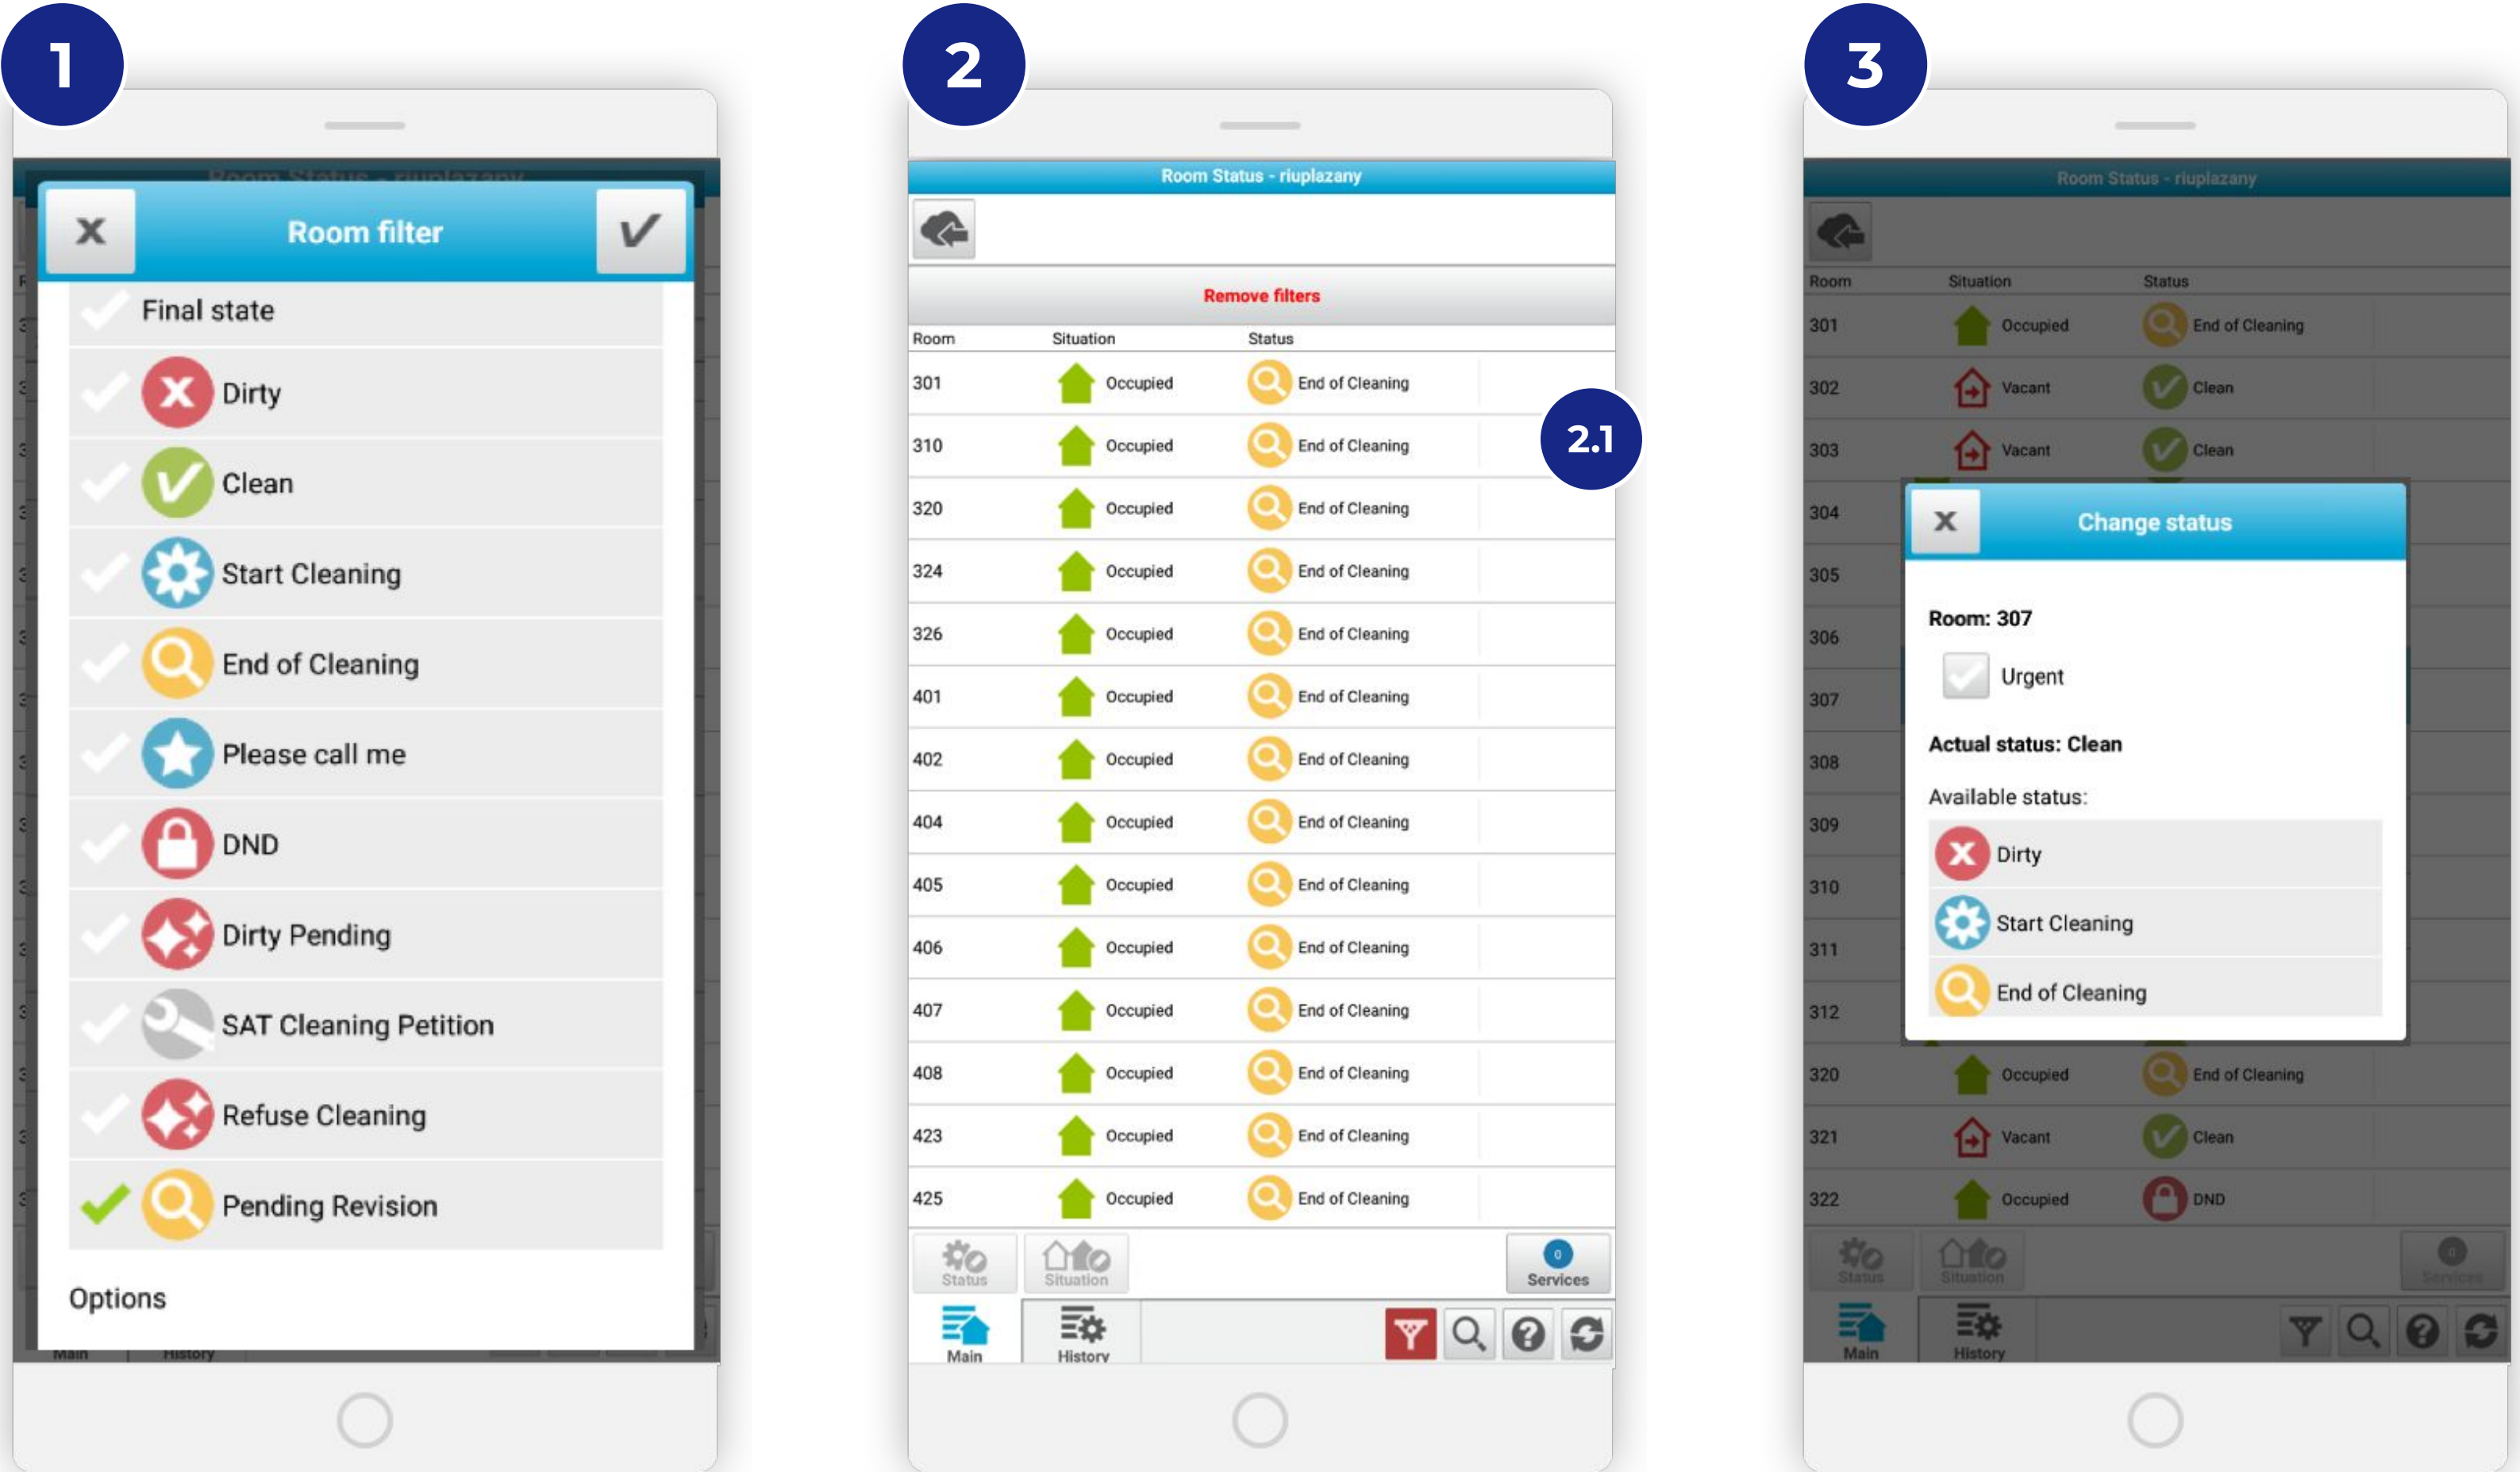 1
Room Status - riuplazany
Room filter
Final state
Dirty
Clean
Start Cleaning
End of Cleaning
Please call me
DND
Dirty Pending
SAT Cleaning Petition
Refuse Cleaning
Pending Revision
Options
Main History
2
Room Status - riuplazany
Remove filters
Room Situation Status
301 Occupied End of Cleaning
2.1
310 Occupied End of Cleaning
320 Occupied End of Cleaning
324 Occupied End of Cleaning
326 Occupied End of Cleaning
401 Occupied End of Cleaning
402 Occupied End of Cleaning
404 Occupied End of Cleaning
405 Occupied End of Cleaning
406 Occupied End of Cleaning
407 Occupied End of Cleaning
408 Occupied End of Cleaning
423 Occupied End of Cleaning
425 Occupied End of Cleaning
0
Status Situation Services
Main History
3
Room Status - riuplazany
Room Situation Status
301 Occupied End of Cleaning
302 Vacant Clean
303 Vacant Clean
304
305
306
307
308
309
310
311
312
Change status
Room: 307
Urgent
Actual status: Clean
Available status:
Dirty
Start Cleaning
End of Cleaning
320 Occupied End of Cleaning
321 Vacant Clean
322 Occupied DND
0
Status Situation Services
Main History